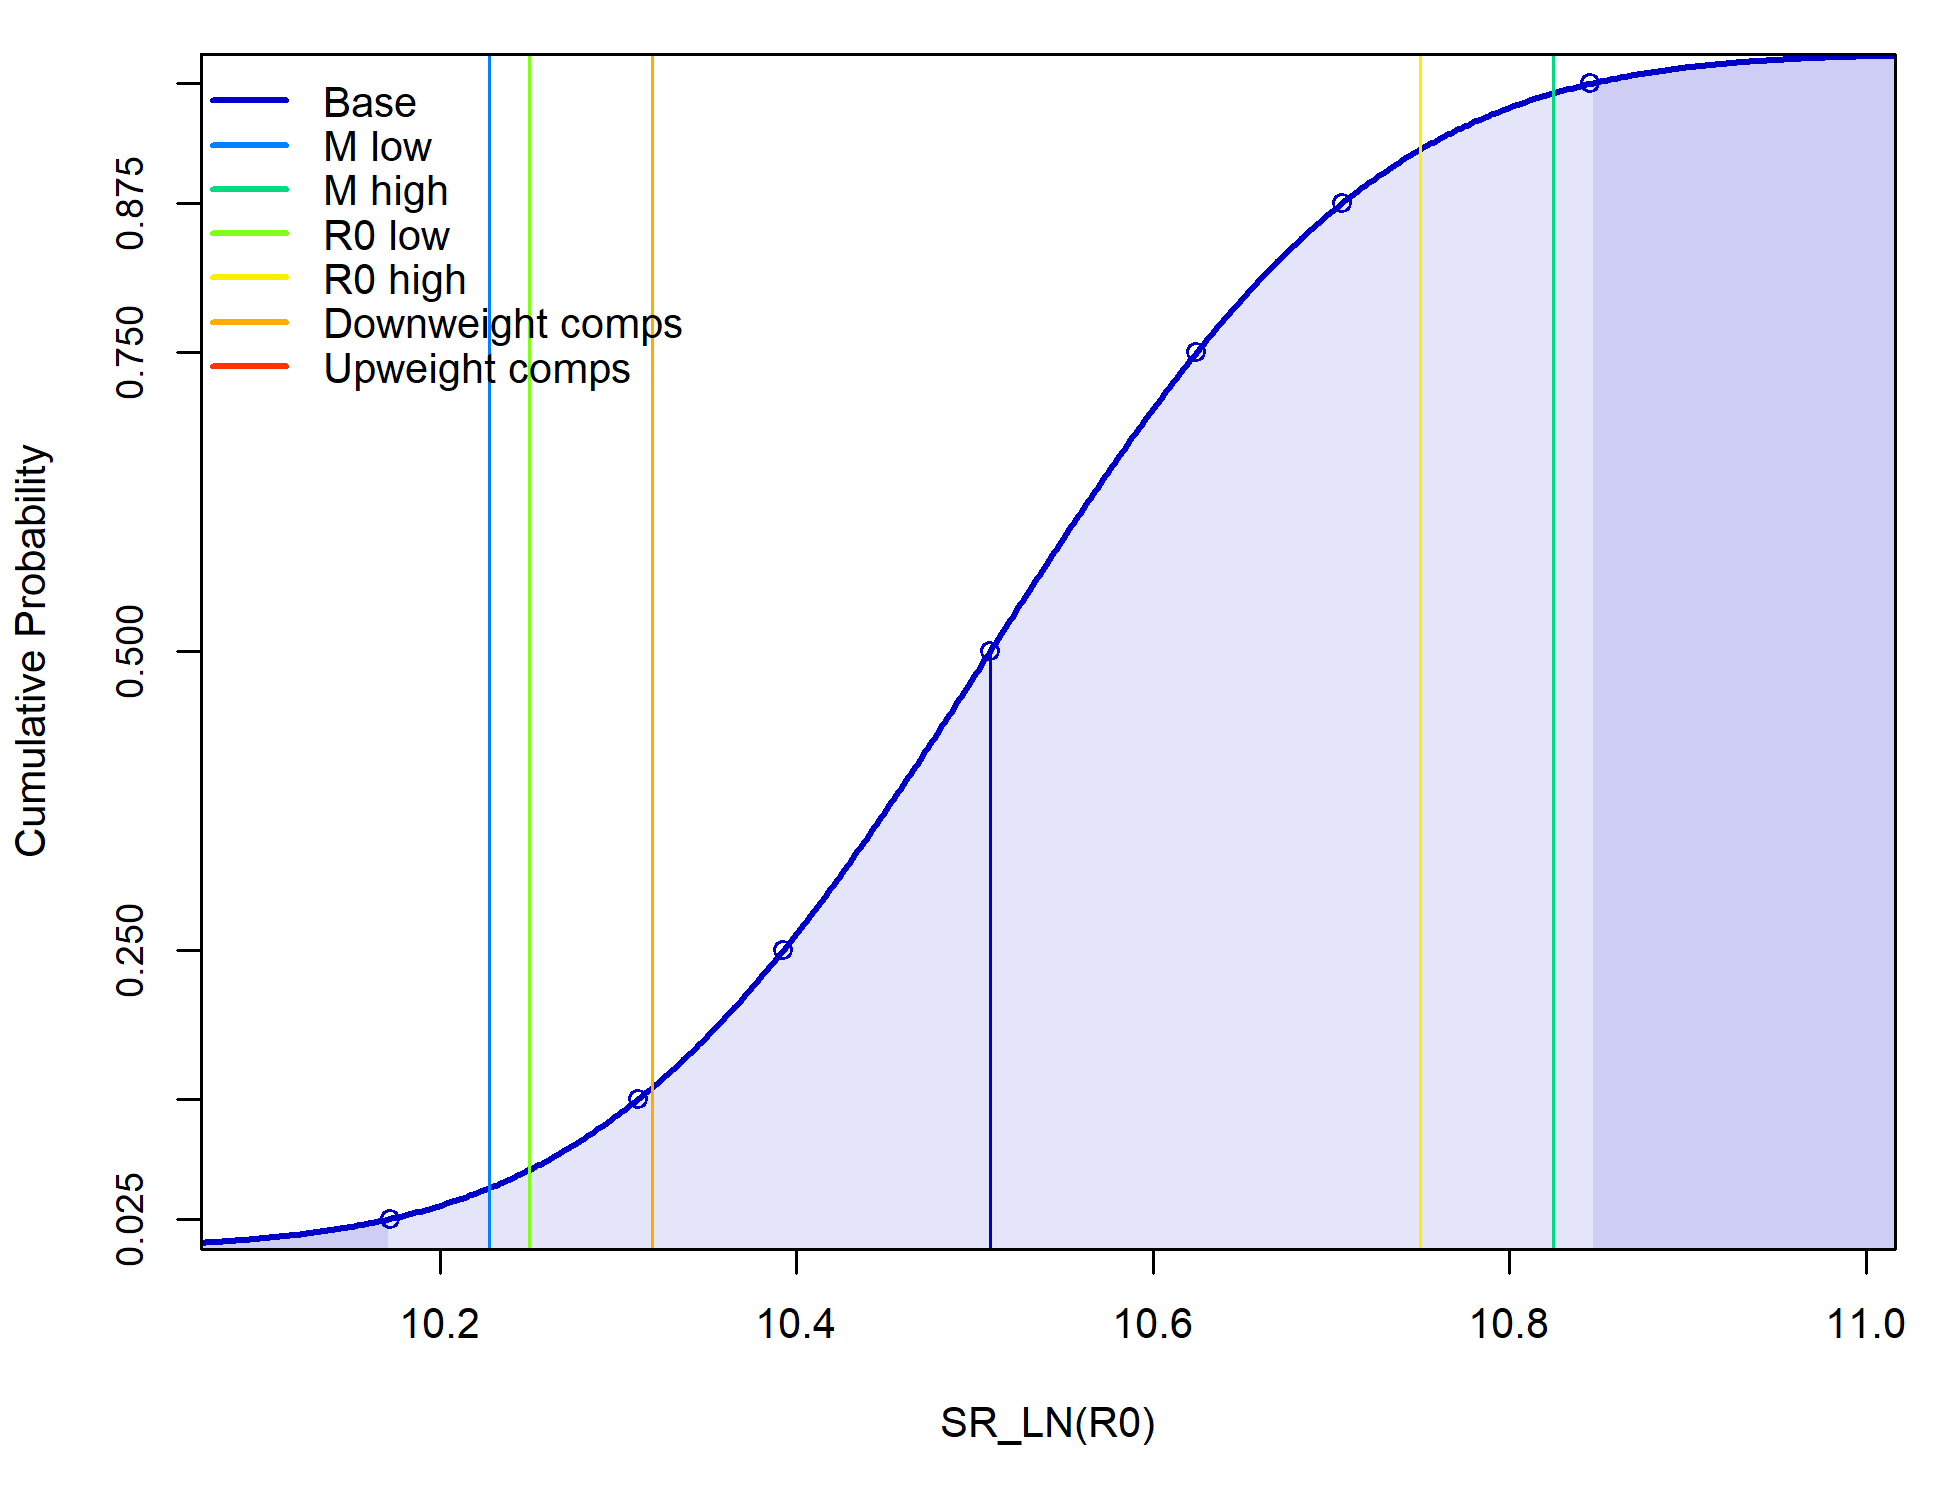 Base
M low
M high
R0 low
R0 high
Downweight comps
Upweight comps
Cumulative Probability
0.875
0.750
0.500
0.250
0.025
10.2 10.4 10.6 10.8 11.0
SR_LN(R0)